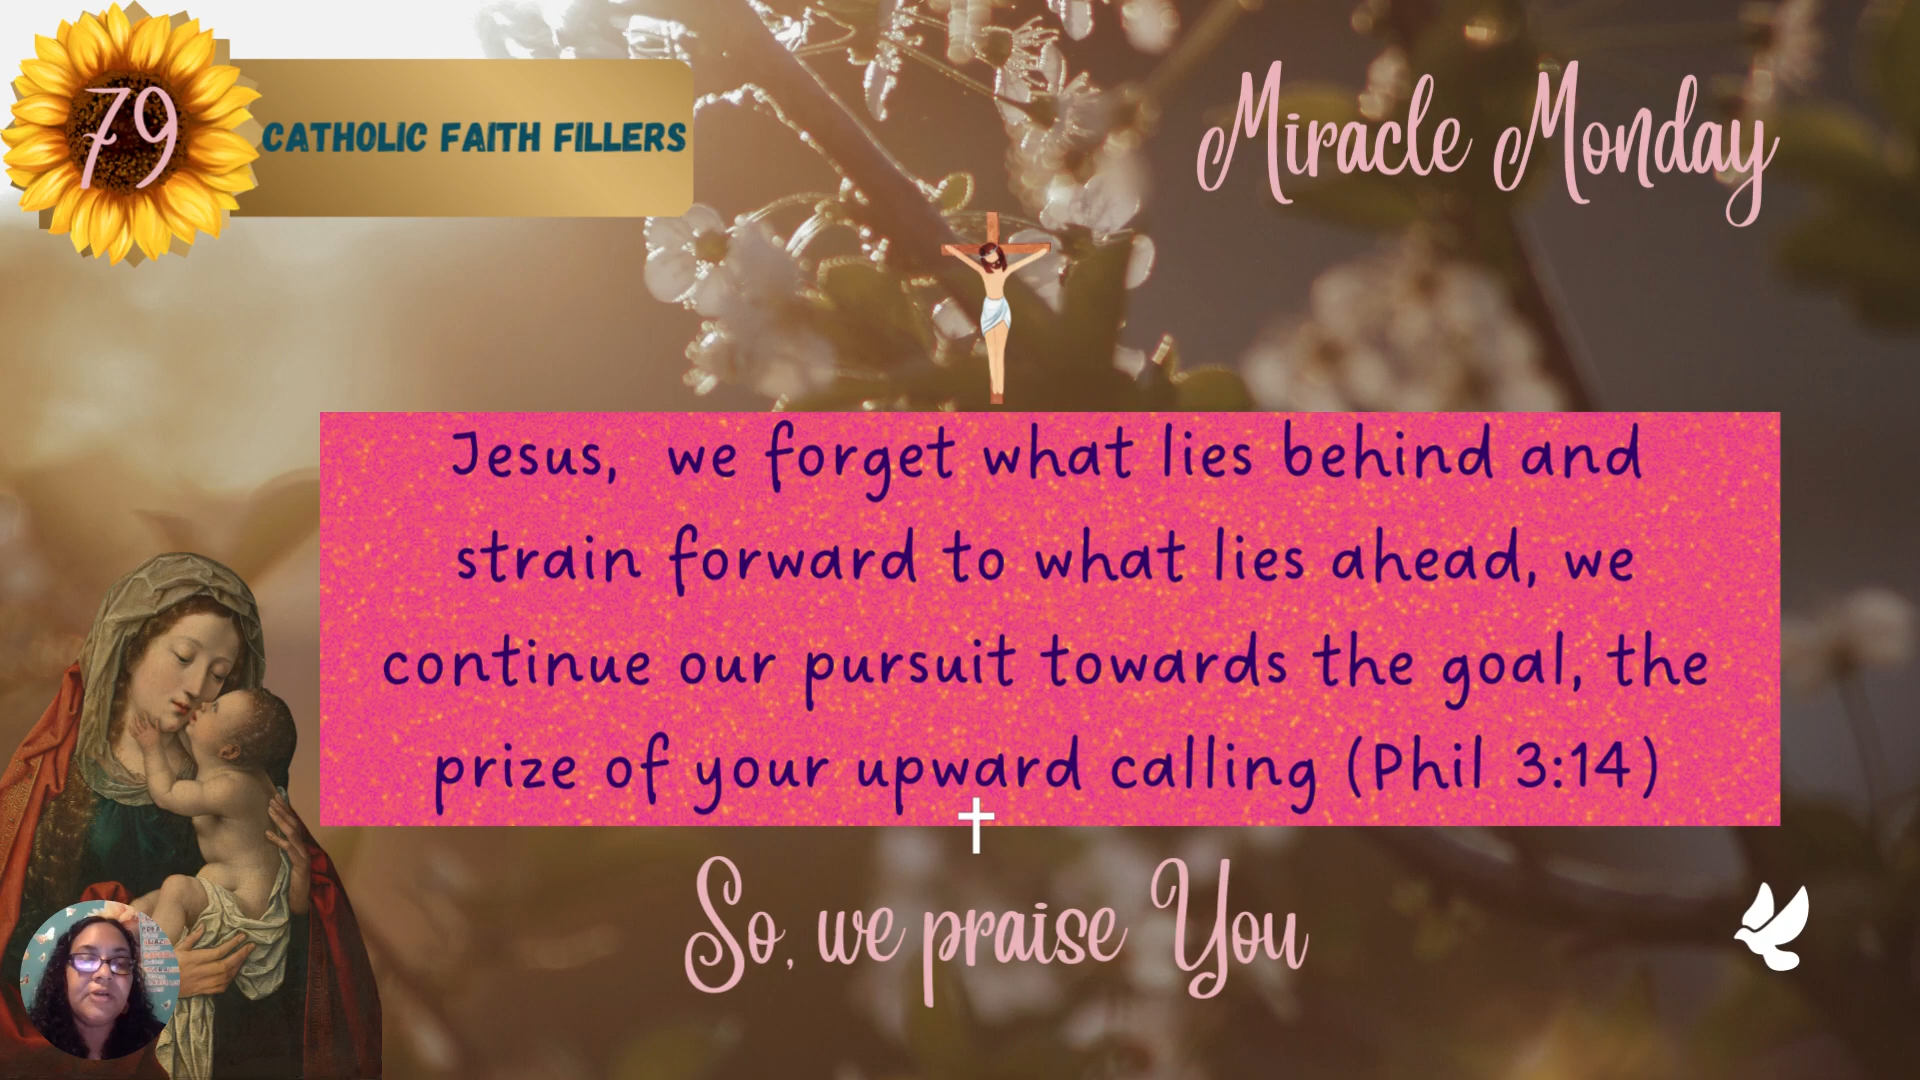 79
CATHOLIC FAITH FILLERS
Miracle Monday
Jesus, we forget what lies behind and
strain forward to what lies ahead, we
continue our pursuit towards the goal, the
prize of your upward calling (Phil 3:14)
So, we praise You